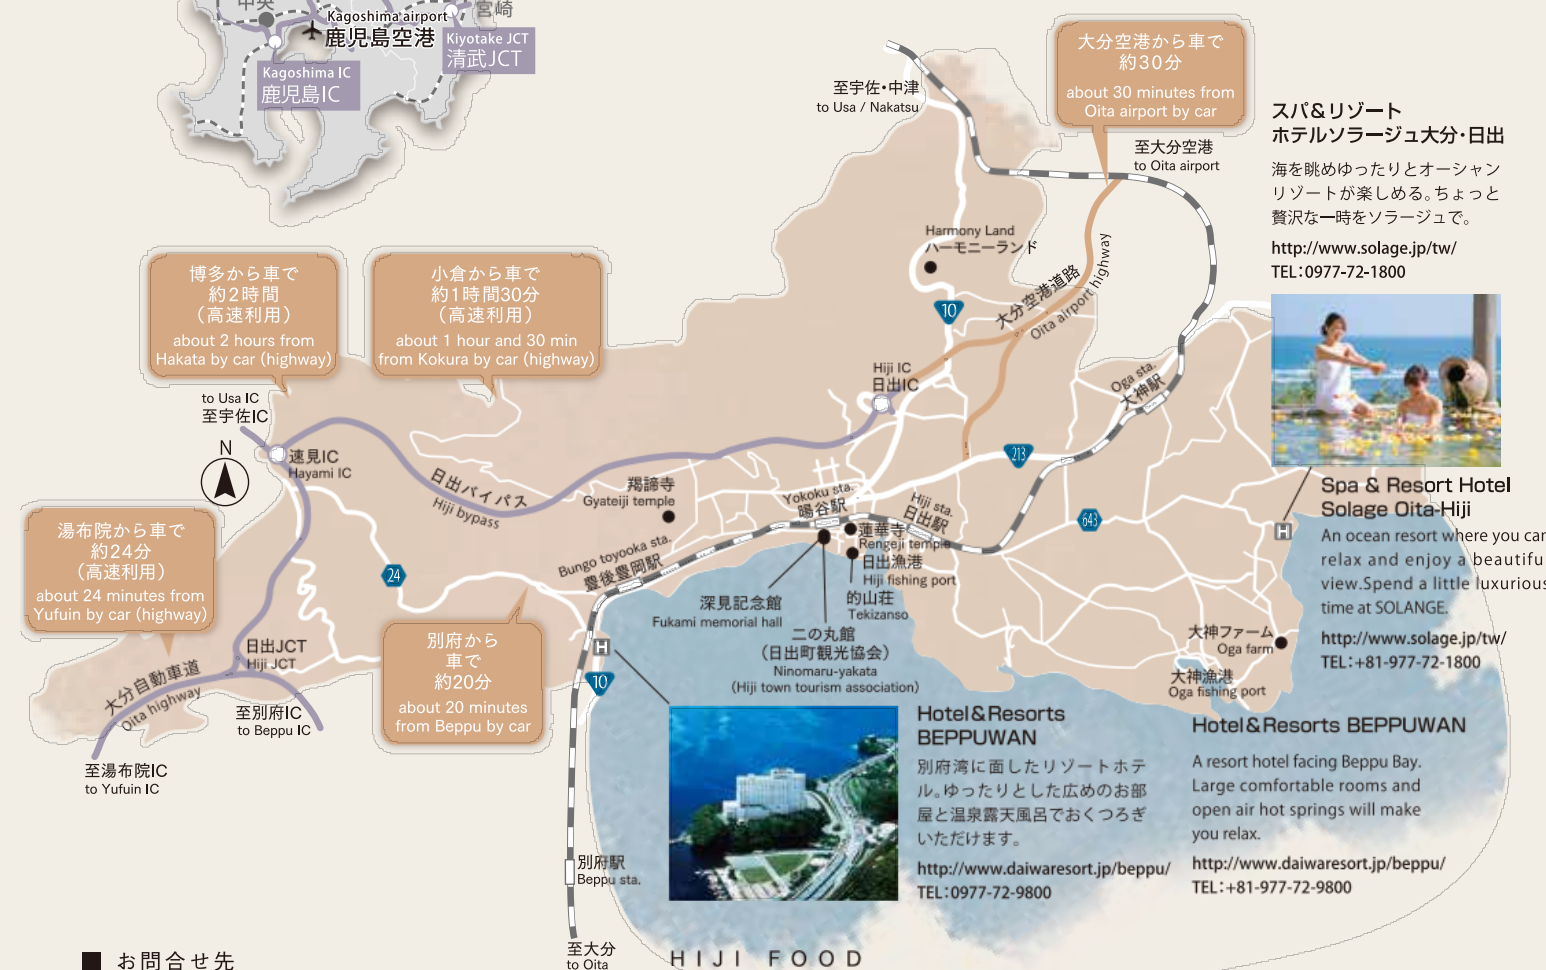 中央
宮崎
Kagoshima airport
鹿児島空港
Kiyotake JCT
清武JCT
Kagoshima IC
鹿児島IC
至宇佐・中津
to Usa / Nakatsu
大分空港から車で
約30分
about 30 minutes from
Oita airport by car
至大分空港
to Oita airport
スパ&リゾート
ホテルソラージュ大分・日出
海を眺めゆったりとオーシャン
リゾートが楽しめる。ちょっと
贅沢な一時をソラージュで。
http://www.solage.jp/tw/
TEL:0977-72-1800
Harmony Land
ハーモニーランド
大分空港道路
Oita airport highway
10
博多から車で
約2時間
(高速利用)
about 2 hours from
Hakata by car (highway)
小倉から車で
約1時間30分
(高速利用)
about 1 hour and 30 min
from Kokura by car (highway)
Hiji IC
日出IC
Oga sta.
大神駅
to Usa IC
至宇佐IC
N
速見IC
Hayami IC
日出バイパス
Hiji bypass
羯諦寺
Gyateiji temple
213
Yokoku sta.
暘谷駅
Hiji sta.
日出駅
643
Spa & Resort Hotel
Solage Oita-Hiji
An ocean resort where you can
relax and enjoy a beautifu
view.Spend a little luxurious
time at SOLANGE.
http://www.solage.jp/tw/
TEL:+81-977-72-1800
H
湯布院から車で
約24分
(高速利用)
about 24 minutes from
Yufuin by car (highway)
24
Bungo toyooka sta.
豊後豊岡駅
蓮華寺
Rengeji temple
日出漁港
Hiji fishing port
的山荘
Tekizanso
深見記念館
Fukami memorial hall
二の丸館
(日出町観光協会)
Ninomaru-yakata
(Hiji town tourism association)
大神ファーム
Oga farm
大神漁港
Oga fishing port
別府から
車で
約20分
about 20 minutes
from Beppu by car
H
10
日出JCT
Hiji JCT
大分自動車道
Oita highway
至別府IC
to Beppu IC
至湯布院IC
to Yufuin IC
Hotel&Resorts
BEPPUWAN
別府湾に面したリゾートホテ
ル。ゆったりとした広めのお部
屋と温泉露天風呂でおくつろぎ
いただけます。
http://www.daiwaresort.jp/beppu/
TEL:0977-72-9800
Hotel&Resorts BEPPUWAN
A resort hotel facing Beppu Bay.
Large comfortable rooms and
open air hot springs will make
you relax.
http://www.daiwaresort.jp/beppu/
TEL:+81-977-72-9800
別府駅
Beppu sta.
至大分
to Oita
HIJI FOOD
■ お問合せ先